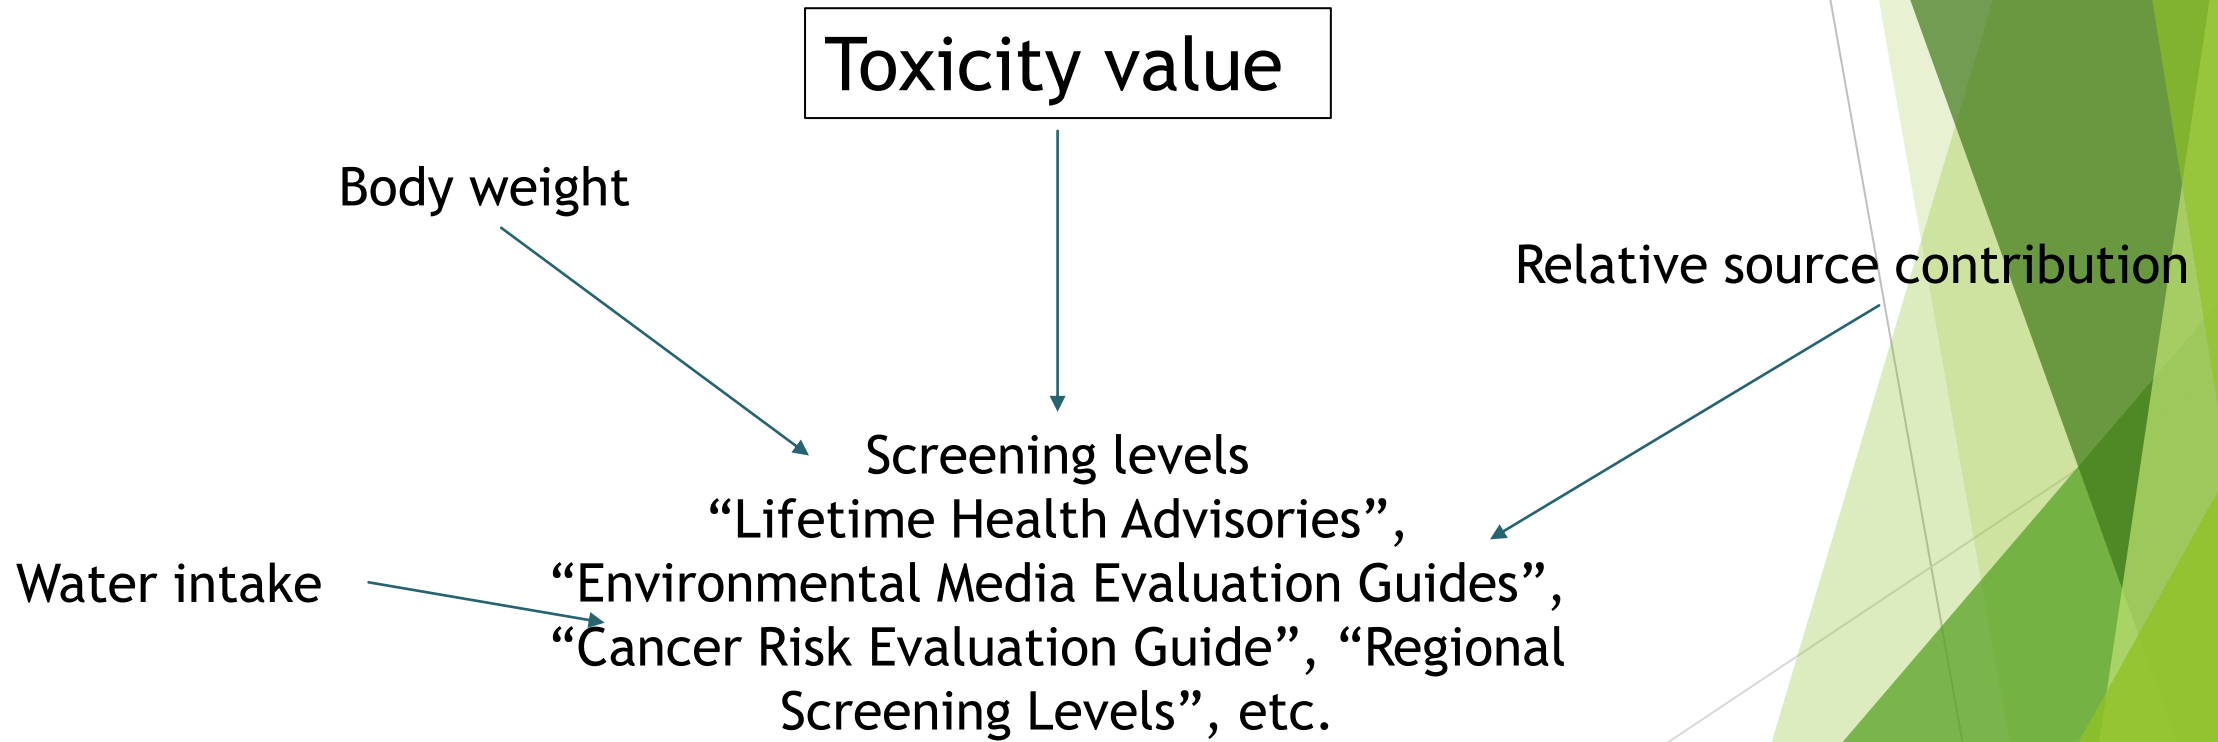 Toxicity value
Body weight
Relative source contribution
Screening levels
“Lifetime Health Advisories”,
Water intake
“Environmental Media Evaluation Guides”,
“Cancer Risk Evaluation Guide”, “Regional
Screening Levels”, etc.